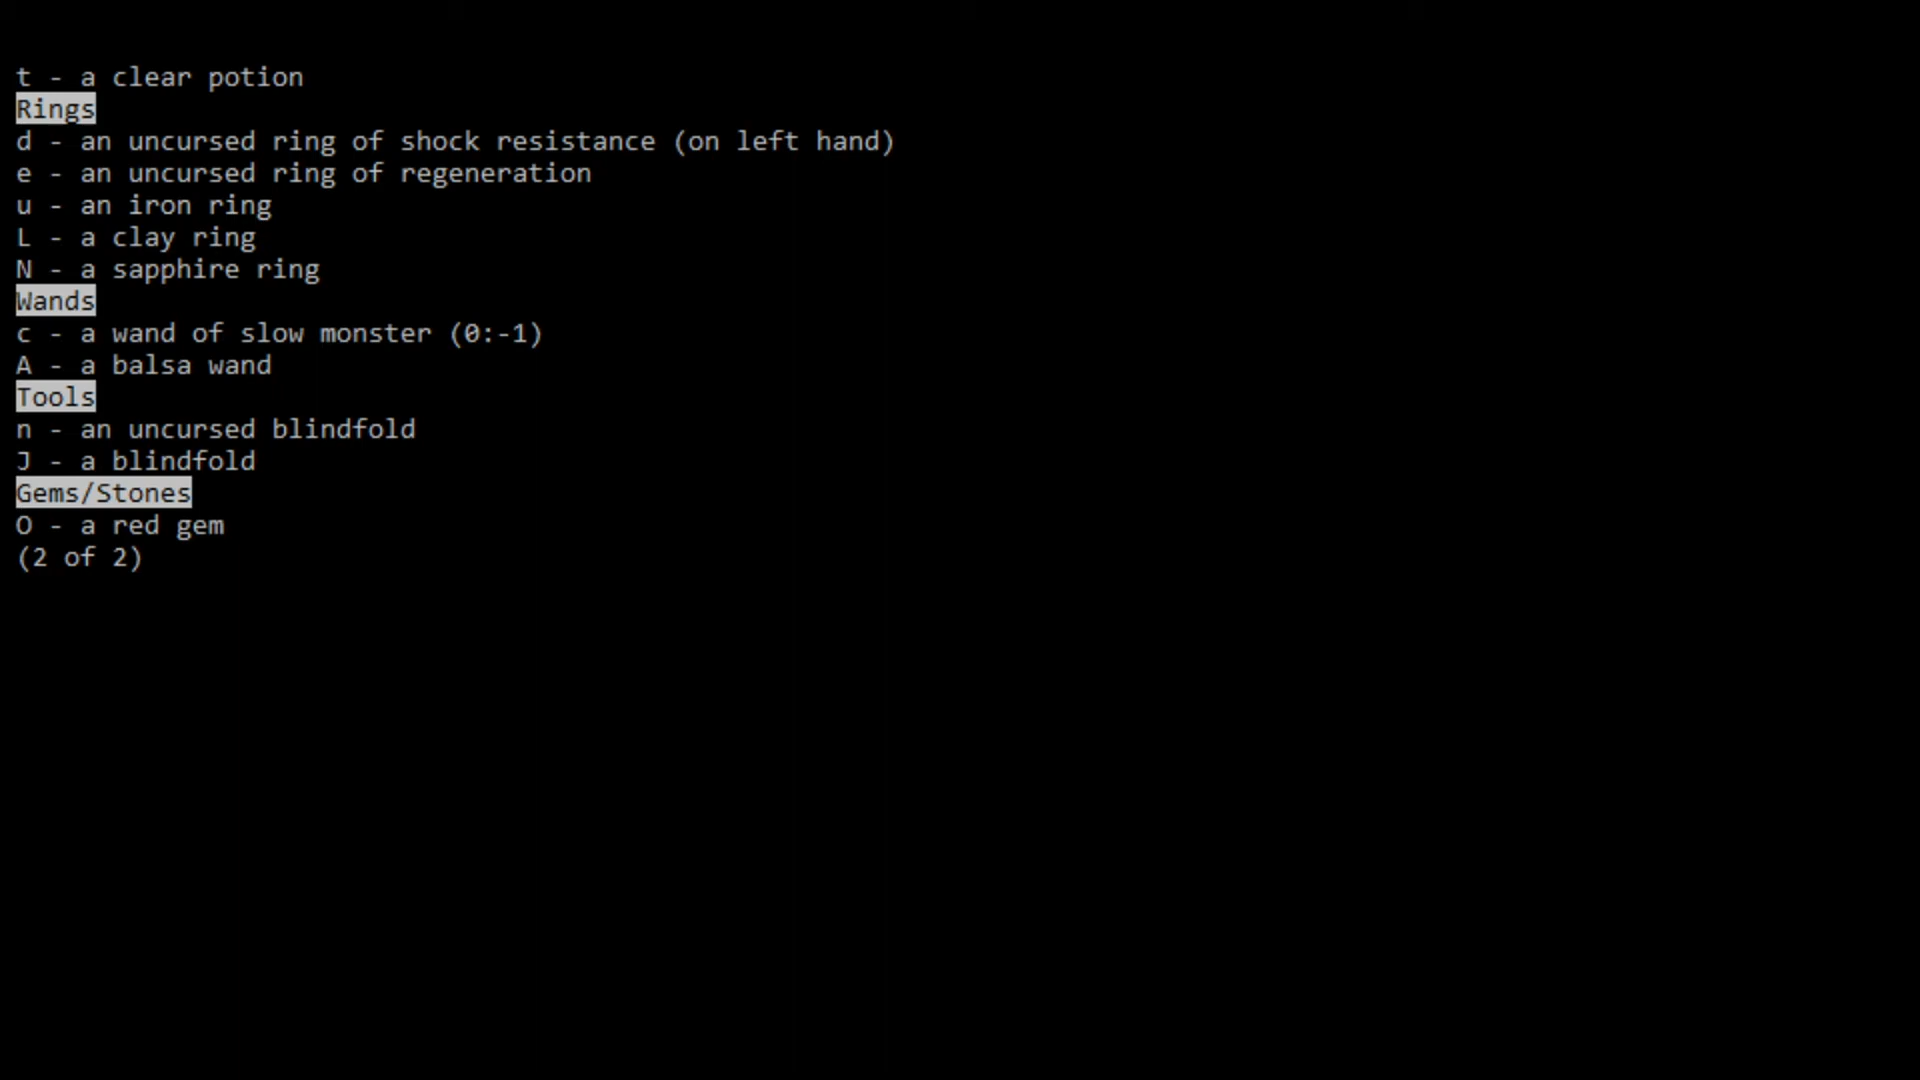 t - a clear potion
Rings
d - an uncursed ring of shock resistance (on left hand)
e - an uncursed ring of regeneration
u - an iron ring
L - a clay ring
N - a sapphire ring
Wands
c - a wand of slow monster (0:-1)
A - a balsa wand
Tools
n - an uncursed blindfold
J - a blindfold
Gems/Stones
O - a red gem
(2 of 2)